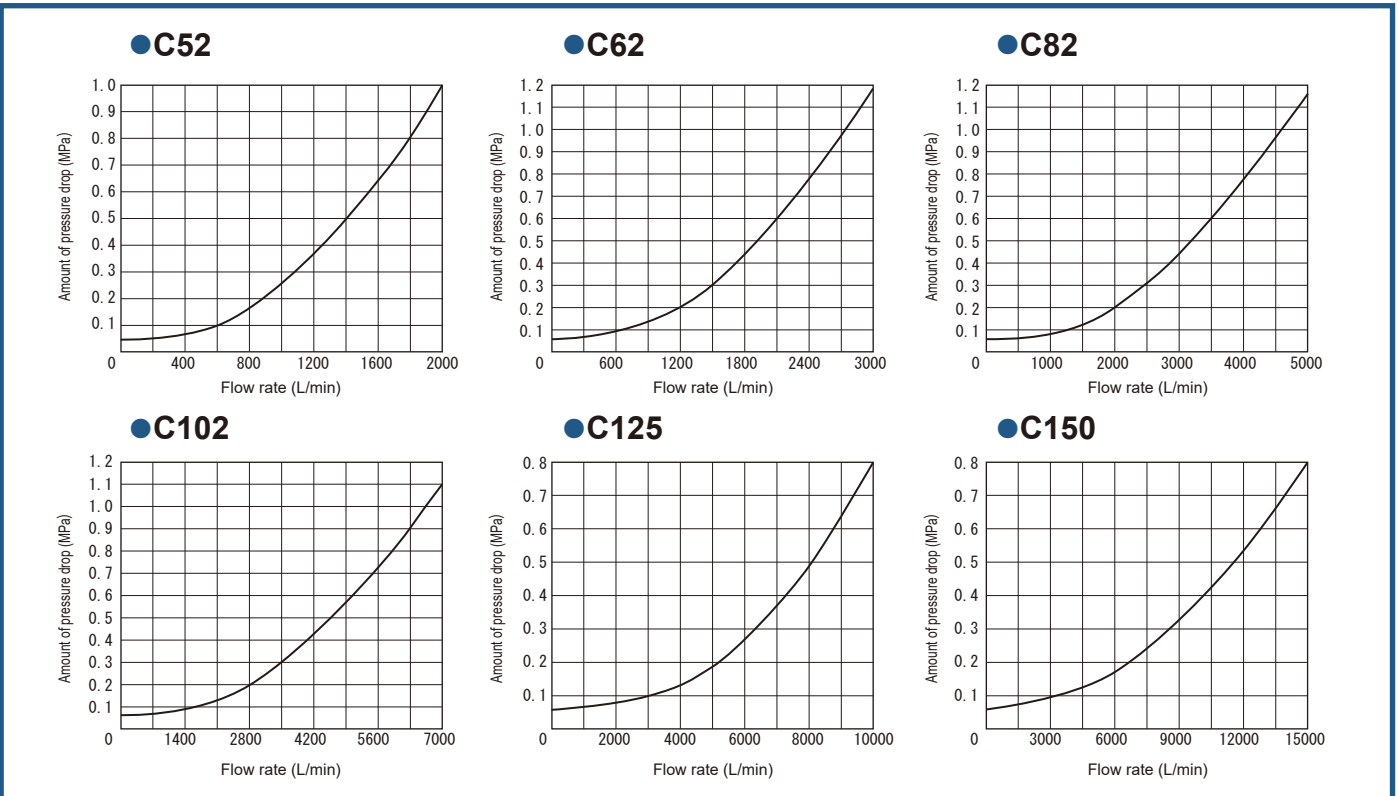 ●C52
●C62
●C82
1.0
0.9
0.8
0.7
0.6
0.5
0.4
0.3
0.2
0.1
Amount of pressure drop (MPa)
0 400 800 1200 1600 2000
Flow rate (L/min)
1.2
1.1
1.0
0.9
0.8
0.7
0.6
0.5
0.4
0.3
0.2
0.1
Amount of pressure drop (MPa)
0 600 1200 1800 2400 3000
Flow rate (L/min)
1.2
1.1
1.0
0.9
0.8
0.7
0.6
0.5
0.4
0.3
0.2
0.1
Amount of pressure drop (MPa)
0 1000 2000 3000 4000 5000
Flow rate (L/min)
●C102
●C125
●C150
1.2
1.1
1.0
0.9
0.8
0.7
0.6
0.5
0.4
0.3
0.2
0.1
Amount of pressure drop (MPa)
0 1400 2800 4200 5600 7000
Flow rate (L/min)
0.8
0.7
0.6
0.5
0.4
0.3
0.2
0.1
Amount of pressure drop (MPa)
0 2000 4000 6000 8000 10000
Flow rate (L/min)
0.8
0.7
0.6
0.5
0.4
0.3
0.2
0.1
Amount of pressure drop (MPa)
0 3000 6000 9000 12000 15000
Flow rate (L/min)